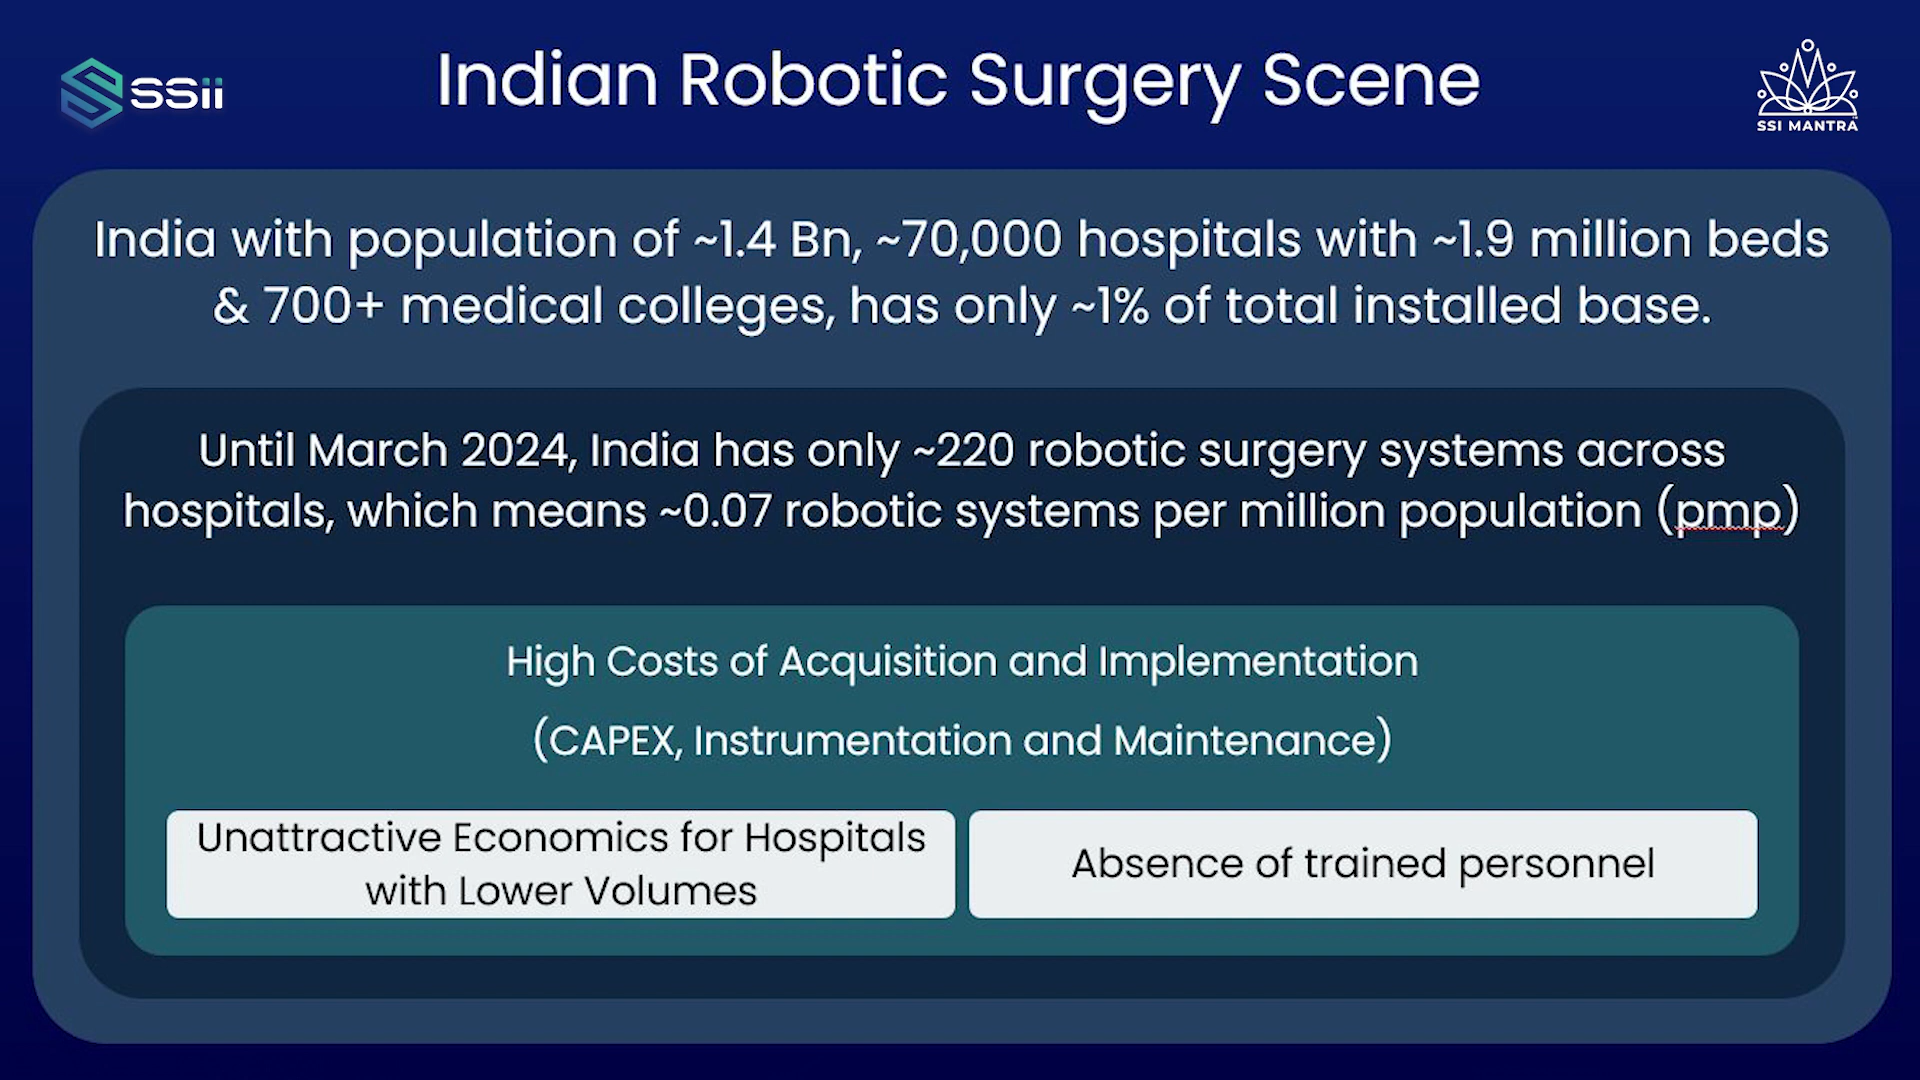 ssii
Indian Robotic Surgery Scene
SSI MANTRA
India with population of ~1.4 Bn, ~70,000 hospitals with ~1.9 million beds
& 700+ medical colleges, has only ~1% of total installed base.
Until March 2024, India has only ~220 robotic surgery systems across
hospitals, which means ~0.07 robotic systems per million population (pmp)
High Costs of Acquisition and Implementation
(CAPEX, Instrumentation and Maintenance)
Unattractive Economics for Hospitals
with Lower Volumes
Absence of trained personnel